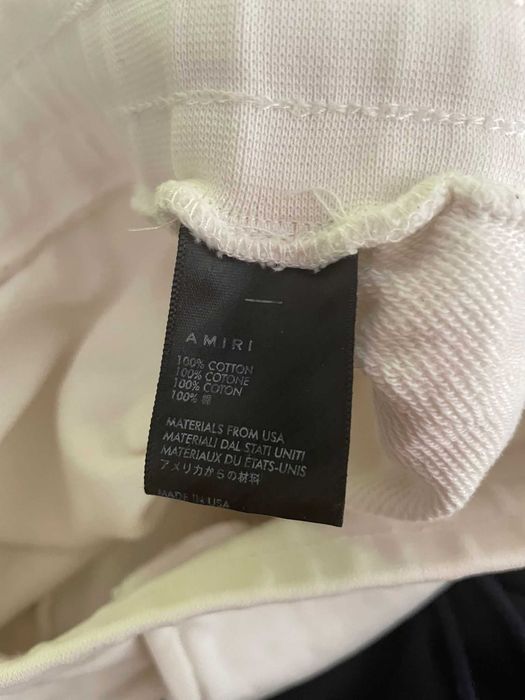 AMIRI
100% COTTON
100% COTONE
100% COTON
100% 綿
MATERIALS FROM USA
MATERIALI DAL STATI UNITI
MATERIAUX DU ÉTATS-UNIS
アメリカからの材料
MADE IN USA